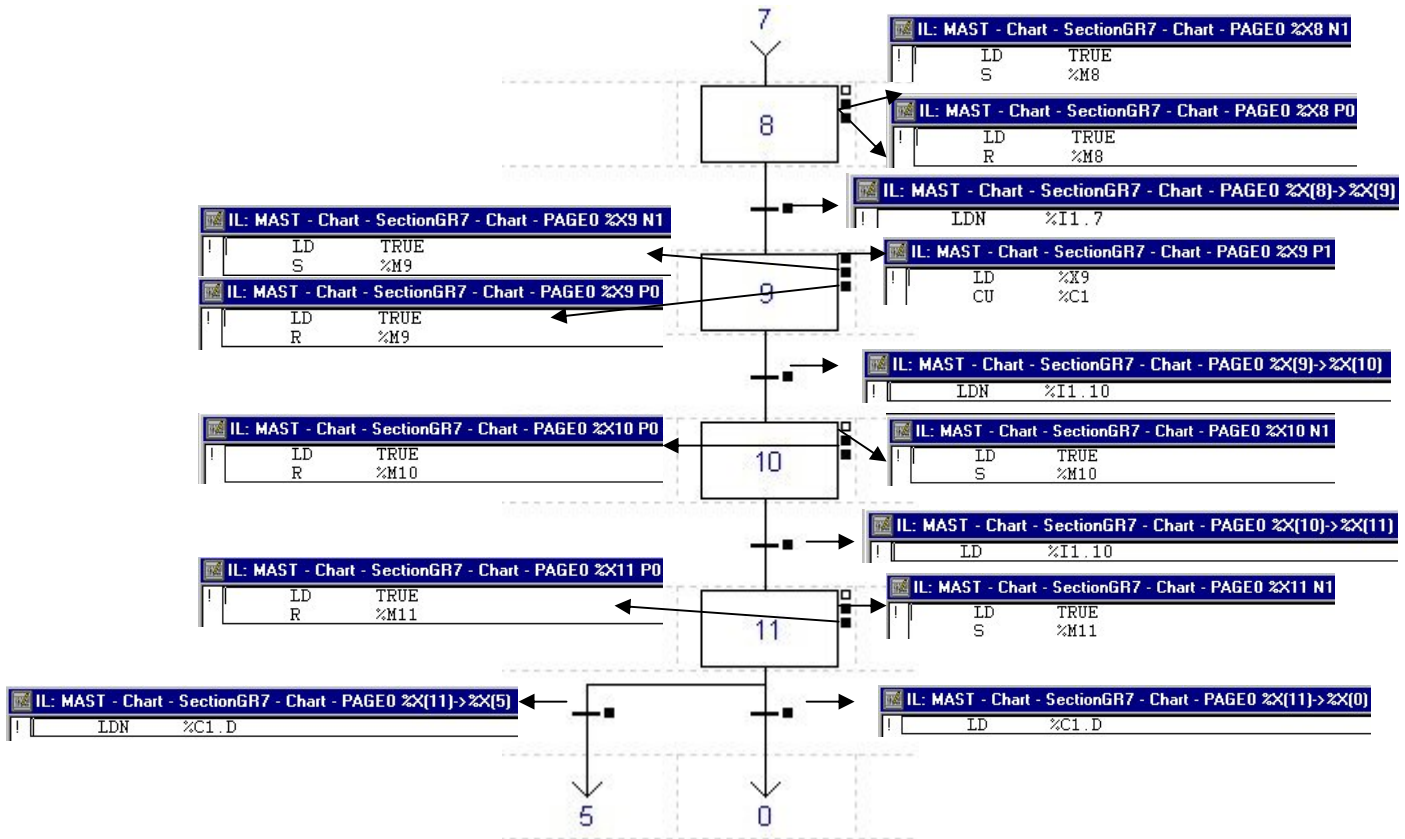 7
IL: MAST - Chart - SectionGR7 - Chart - PAGE0 %X8 N1
! LD TRUE
S %M8
8
IL: MAST - Chart - SectionGR7 - Chart - PAGE0 %X8 P0
! LD TRUE
R %M8
IL: MAST - Chart - SectionGR7 - Chart - PAGE0 %X(8)->%X(9)
! LDN %I1.7
IL: MAST - Chart - SectionGR7 - Chart - PAGE0 %X9 N1
! LD TRUE
S %M9
IL: MAST - Chart - SectionGR7 - Chart - PAGE0 %X9 P1
! LD %X9
CU %C1
IL: MAST - Chart - SectionGR7 - Chart - PAGE0 %X9 P0
! LD TRUE
R %M9
9
IL: MAST - Chart - SectionGR7 - Chart - PAGE0 %X(9)->%X(10)
! LDN %I1.10
IL: MAST - Chart - SectionGR7 - Chart - PAGE0 %X10 P0
! LD TRUE
R %M10
10
IL: MAST - Chart - SectionGR7 - Chart - PAGE0 %X10 N1
! LD TRUE
S %M10
IL: MAST - Chart - SectionGR7 - Chart - PAGE0 %X(10)->%X(11)
! LD %I1.10
IL: MAST - Chart - SectionGR7 - Chart - PAGE0 %X11 P0
! LD TRUE
R %M11
11
IL: MAST - Chart - SectionGR7 - Chart - PAGE0 %X11 N1
! LD TRUE
S %M11
IL: MAST - Chart - SectionGR7 - Chart - PAGE0 %X(11)->%X(5)
! LDN %C1.D
IL: MAST - Chart - SectionGR7 - Chart - PAGE0 %X(11)->%X(0)
! LD %C1.D
5 0